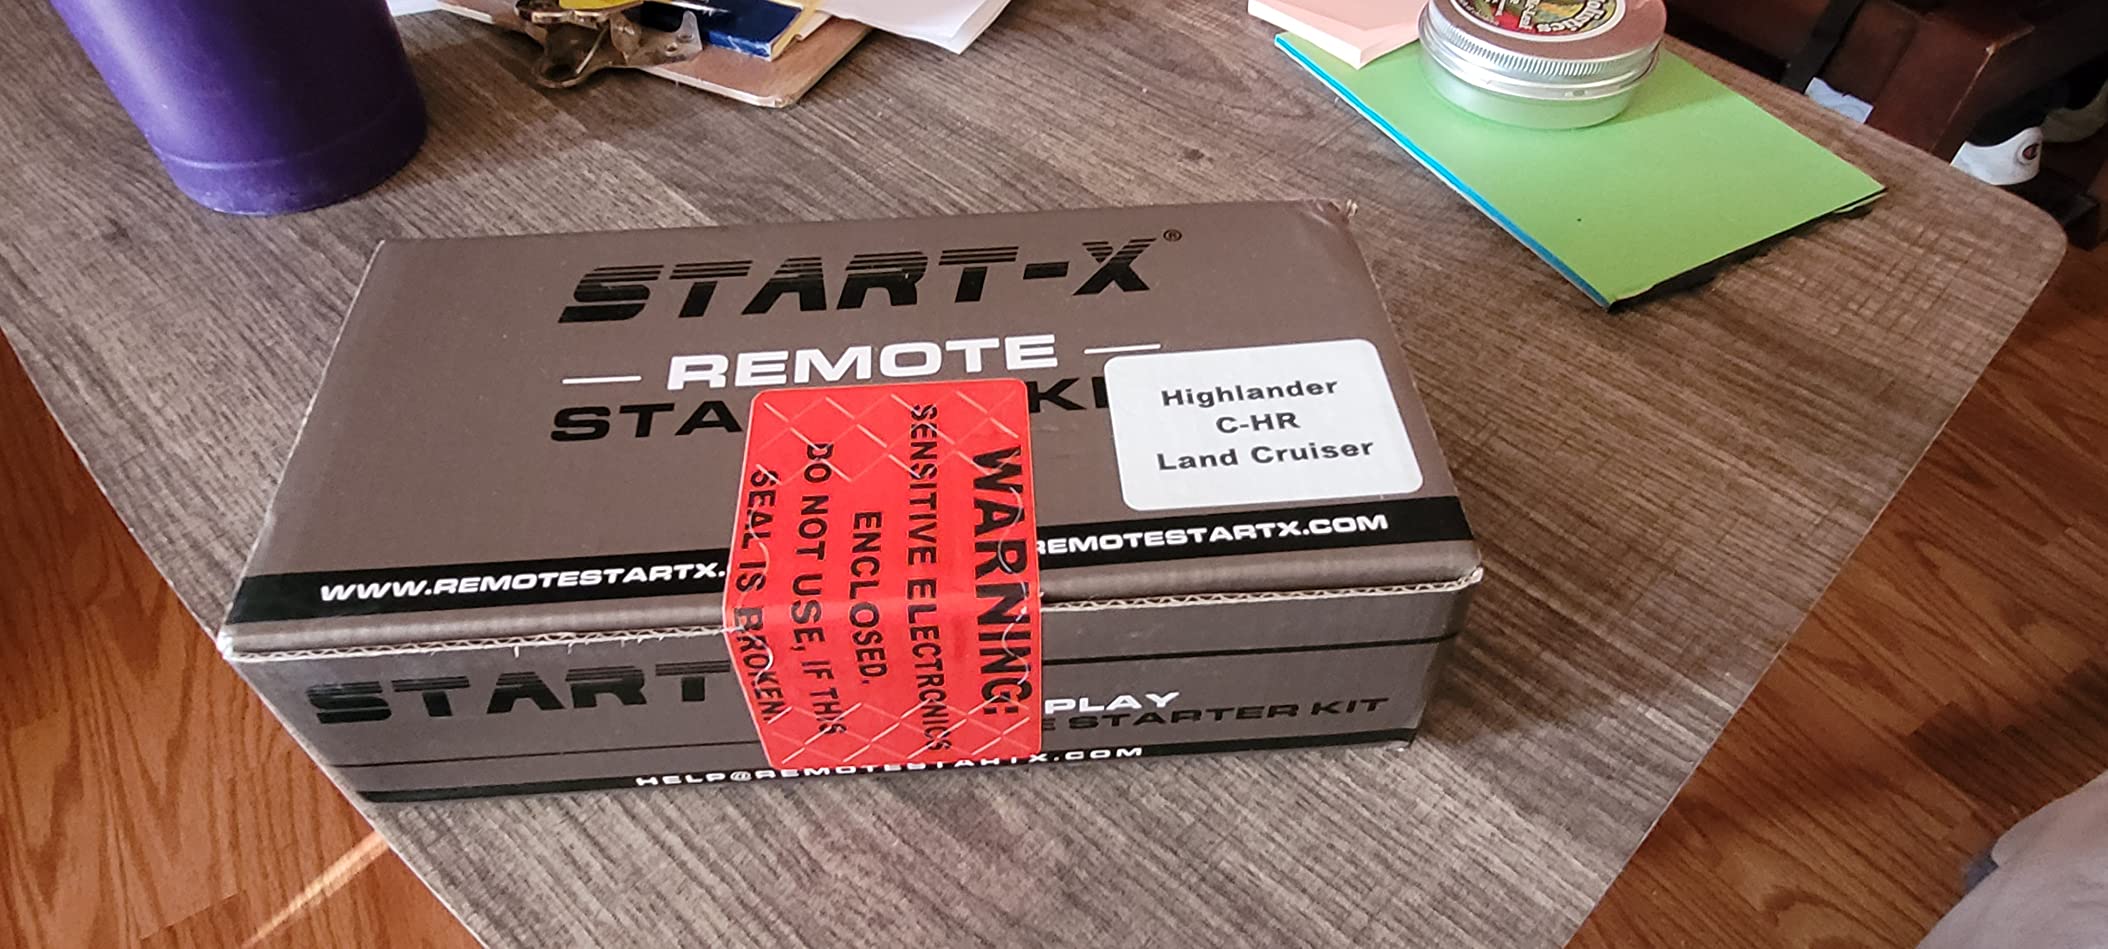 START-X®
REMOTE
STA KI
Highlander
C-HR
Land Cruiser
WARNING:
SENSITIVE ELECTRONICS
ENCLOSED.
DO NOT USE, IF THIS
SEAL IS BROKEN
WWW.REMOTESTARTX. REMOTESTARTX.COM
START PLAY
E STARTER KIT
HELP@REMOTESTARTX.COM